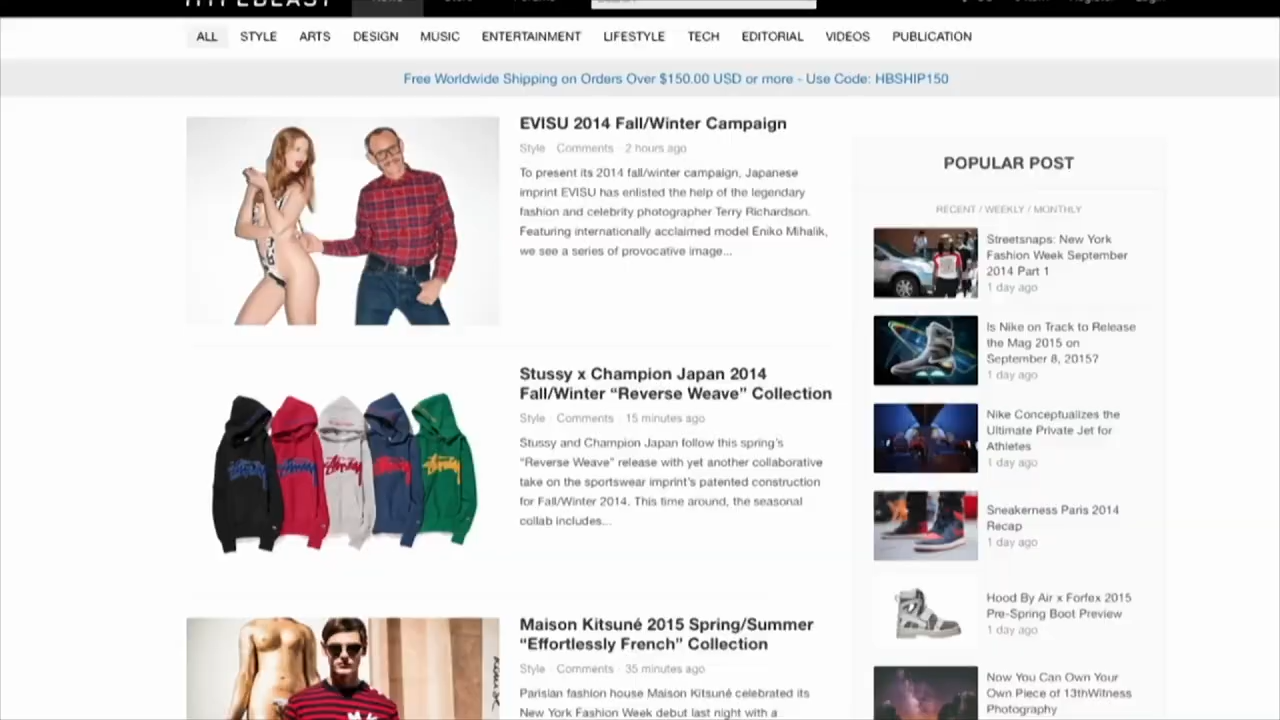 HYPEBEAST
ALL STYLE ARTS DESIGN MUSIC ENTERTAINMENT LIFESTYLE TECH EDITORIAL VIDEOS PUBLICATION
Free Worldwide Shipping on Orders Over $150.00 USD or more - Use Code: HBSHIP150
EVISU 2014 Fall/Winter Campaign
Style Comments 2 hours ago
To present its 2014 fall/winter campaign, Japanese
imprint EVISU has enlisted the help of the legendary
fashion and celebrity photographer Terry Richardson.
Featuring internationally acclaimed model Eniko Mihalik,
we see a series of provocative image...
Stussy x Champion Japan 2014
Fall/Winter “Reverse Weave” Collection
Style Comments · 15 minutes ago
Stussy and Champion Japan follow this spring's
“Reverse Weave” release with yet another collaborative
take on the sportswear imprint's patented construction
for Fall/Winter 2014. This time around, the seasonal
collab includes...
Maison Kitsuné 2015 Spring/Summer
“Effortlessly French” Collection
Style Comments · 35 minutes ago
Parisian fashion house Maison Kitsuné celebrated its
New York Fashion Week debut last night with a
POPULAR POST
RECENT / WEEKLY / MONTHLY
Streetsnaps: New York
Fashion Week September
2014 Part 1
1 day ago
Is Nike on Track to Release
the Mag 2015 on
September 8, 2015?
1 day ago
Nike Conceptualizes the
Ultimate Private Jet for
Athletes
1 day ago
Sneakerness Paris 2014
Recap
1 day ago
Hood By Air x Forfex 2015
Pre-Spring Boot Preview
1 day ago
Now You Can Own Your
Own Piece of 13thWitness
Photography